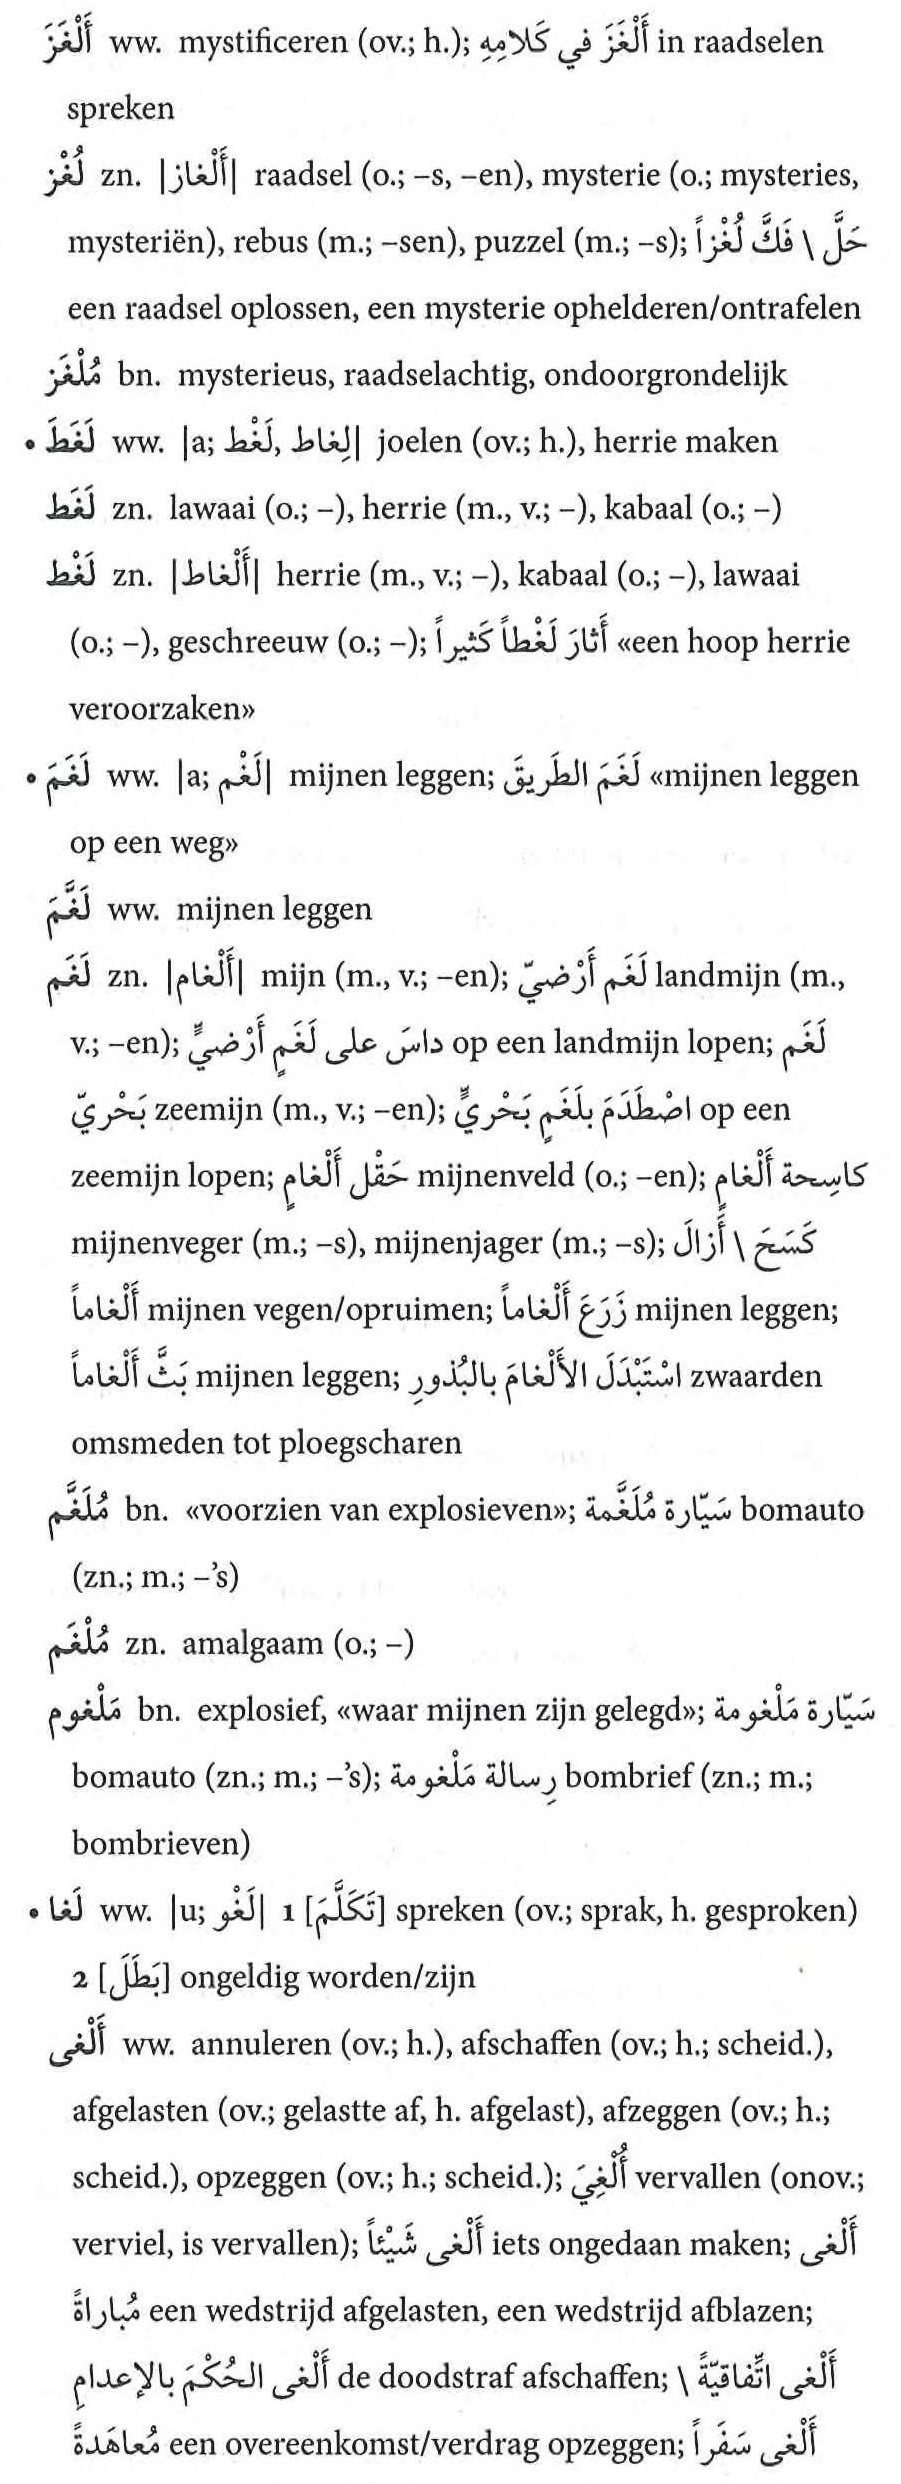 أَلْغَزَ ww. mystificeren (ov.; h.); أَلْغَزَ في كَلامِهِ in raadselen
spreken
لُغْز zn. |أَلْغاز| raadsel (o.; –s, –en), mysterie (o.; mysteries,
mysteriën), rebus (m.; –sen), puzzel (m.; –s); حَلَّ \ فَكَّ لُغْزاً
een raadsel oplossen, een mysterie ophelderen/ontrafelen
مُلْغَز bn. mysterieus, raadselachtig, ondoorgrondelijk
• لَغَطَ ww. |a; لَغْط, لِغاط| joelen (ov.; h.), herrie maken
لَغَط zn. lawaai (o.; –), herrie (m., v.; –), kabaal (o.; –)
لَغْط zn. |أَلْغاط| herrie (m., v.; –), kabaal (o.; –), lawaai
(o.; –), geschreeuw (o.; –); أَثارَ لَغْطاً كَثيراً «een hoop herrie
veroorzaken»
• لَغَمَ ww. |a; لَغْم| mijnen leggen; لَغَمَ الطَريقَ «mijnen leggen
op een weg»
لَغَّمَ ww. mijnen leggen
لَغَم zn. |أَلْغام| mijn (m., v.; –en); لَغَم أَرْضيّ landmijn (m.,
v.; –en); داسَ على لَغَمٍ أَرْضيٍّ op een landmijn lopen; لَغَم
بَحْريّ zeemijn (m., v.; –en); اصْطَدَمَ بلَغَمٍ بَحْريٍّ op een
zeemijn lopen; حَقْل أَلْغامٍ mijnenveld (o.; –en); كاسِحة أَلْغامٍ
mijnenveger (m.; –s), mijnenjager (m.; –s); كَسَحَ \ أَزالَ
أَلْغاماً mijnen vegen/opruimen; زَرَعَ أَلْغاماً mijnen leggen;
بَثَّ أَلْغاماً mijnen leggen; اسْتَبْدَلَ الأَلْغامَ بالبُذورِ zwaarden
omsmeden tot ploegscharen
مُلَغَّم bn. «voorzien van explosieven»; سَيّارة مُلَغَّمة bomauto
(zn.; m.; –’s)
مُلْغَم zn. amalgaam (o.; –)
مَلْغوم bn. explosief, «waar mijnen zijn gelegd»; سَيّارة مَلْغومة
bomauto (zn.; m.; –’s); رِسالة مَلْغومة bombrief (zn.; m.;
bombrieven)
• لَغا ww. |u; لَغْو| 1 [تَكَلَّمَ] spreken (ov.; sprak, h. gesproken)
2 [بَطَلَ] ongeldig worden/zijn
أَلْغى ww. annuleren (ov.; h.), afschaffen (ov.; h.; scheid.),
afgelasten (ov.; gelastte af, h. afgelast), afzeggen (ov.; h.;
scheid.), opzeggen (ov.; h.; scheid.); أُلْغِيَ vervallen (onov.;
verviel, is vervallen); أَلْغى شَيْئاً iets ongedaan maken; أَلْغى
مُباراةً een wedstrijd afgelasten, een wedstrijd afblazen;
أَلْغى الحُكْمَ بالإعدامِ de doodstraf afschaffen; أَلْغى اتِّفاقيّةً \
مُعاهَدةً een overeenkomst/verdrag opzeggen; أَلْغى سَفَراً